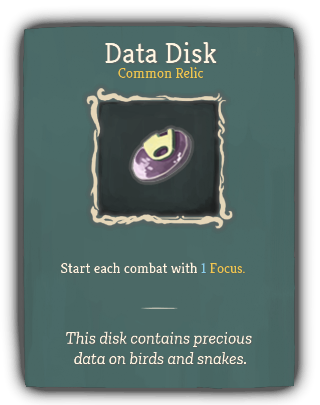 Data Disk
Common Relic
Start each combat with 1 Focus.
This disk contains precious
data on birds and snakes.